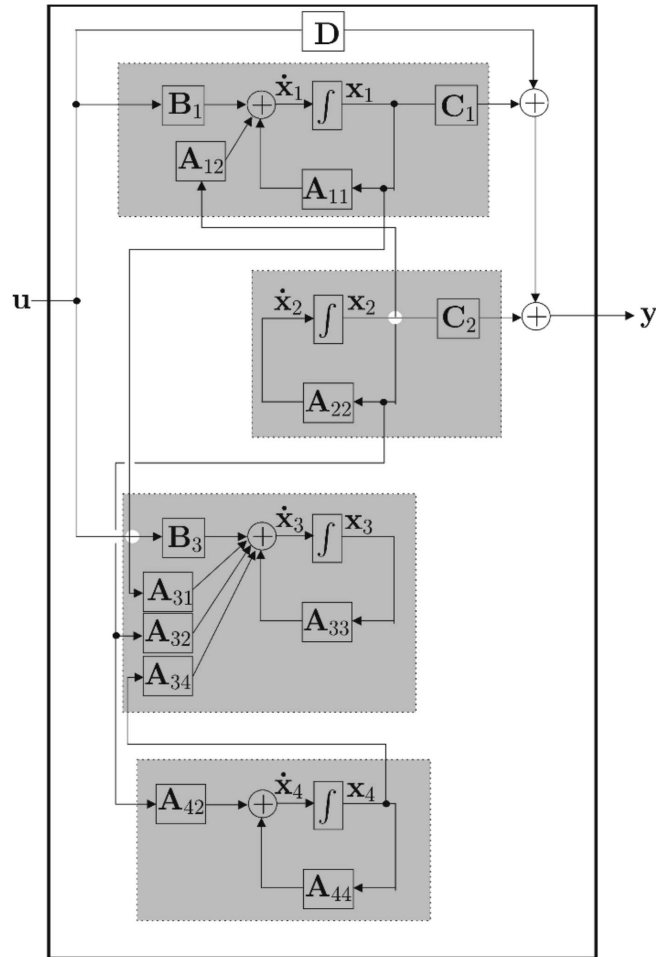 D
B₁ + ẋ₁ ∫ x₁ C₁ +
A₁₂
A₁₁
u
ẋ₂ ∫ x₂ C₂ + y
A₂₂
B₃ + ẋ₃ ∫ x₃
A₃₁
A₃₂ A₃₃
A₃₄
A₄₂ + ẋ₄ ∫ x₄
A₄₄